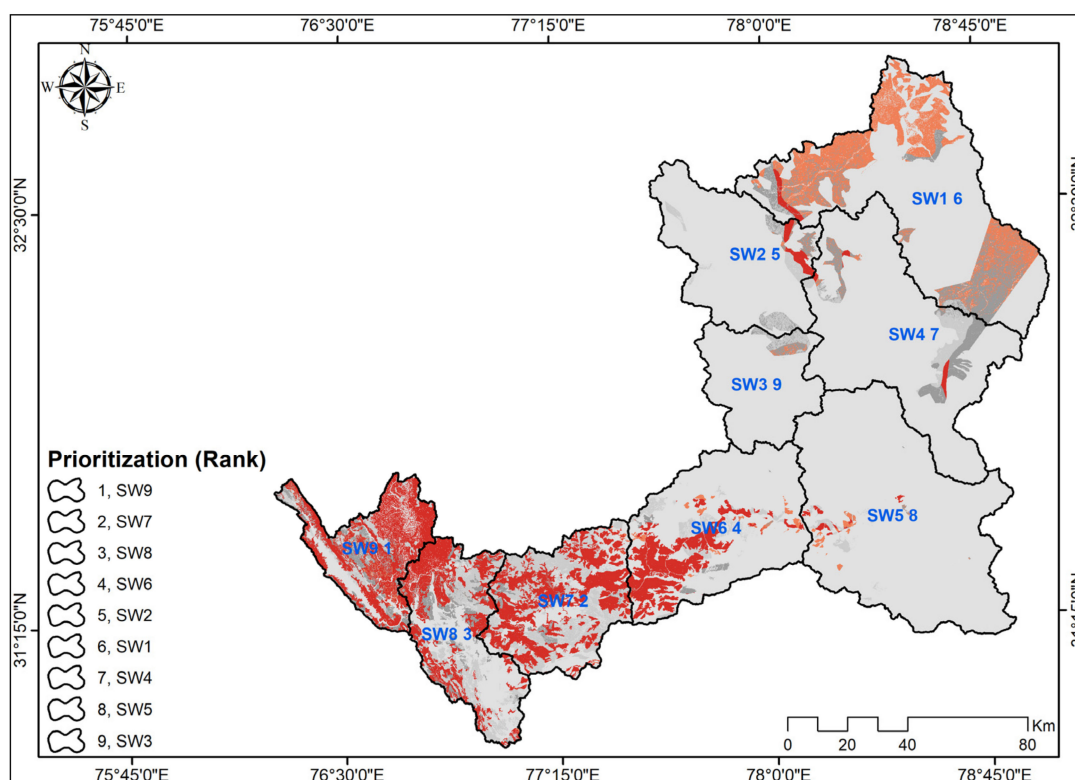 75°45'0"E 76°30'0"E 77°15'0"E 78°0'0"E 78°45'0"E
N
W E
S
32°30'0"N
SW1 6
SW2 5
SW4 7
SW3 9
Prioritization (Rank)
1, SW9
2, SW7
3, SW8
4, SW6
5, SW2
6, SW1
7, SW4
8, SW5
9, SW3
SW5 8
SW6 4
SW9 1
SW7 2
SW8 3
31°15'0"N
Km
0 20 40 80
75°45'0"E 76°30'0"E 77°15'0"E 78°0'0"E 78°45'0"E